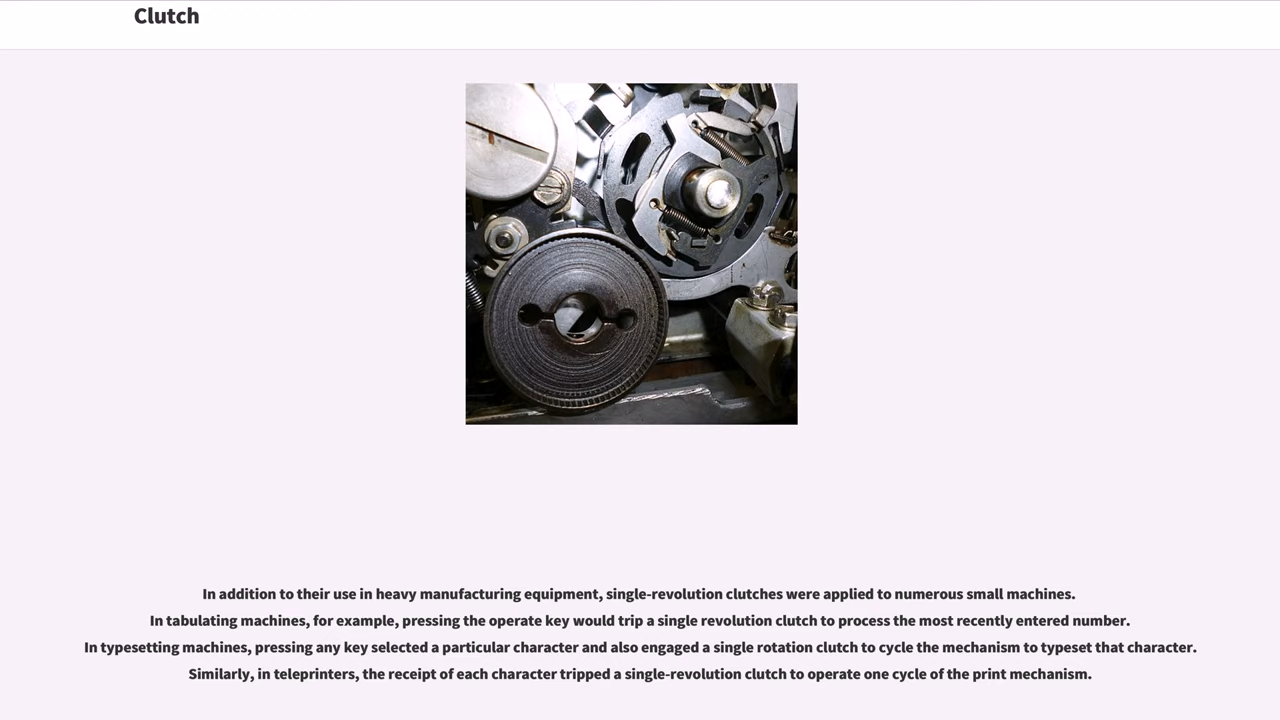 Clutch
In addition to their use in heavy manufacturing equipment, single-revolution clutches were applied to numerous small machines.
In tabulating machines, for example, pressing the operate key would trip a single revolution clutch to process the most recently entered number.
In typesetting machines, pressing any key selected a particular character and also engaged a single rotation clutch to cycle the mechanism to typeset that character.
Similarly, in teleprinters, the receipt of each character tripped a single-revolution clutch to operate one cycle of the print mechanism.